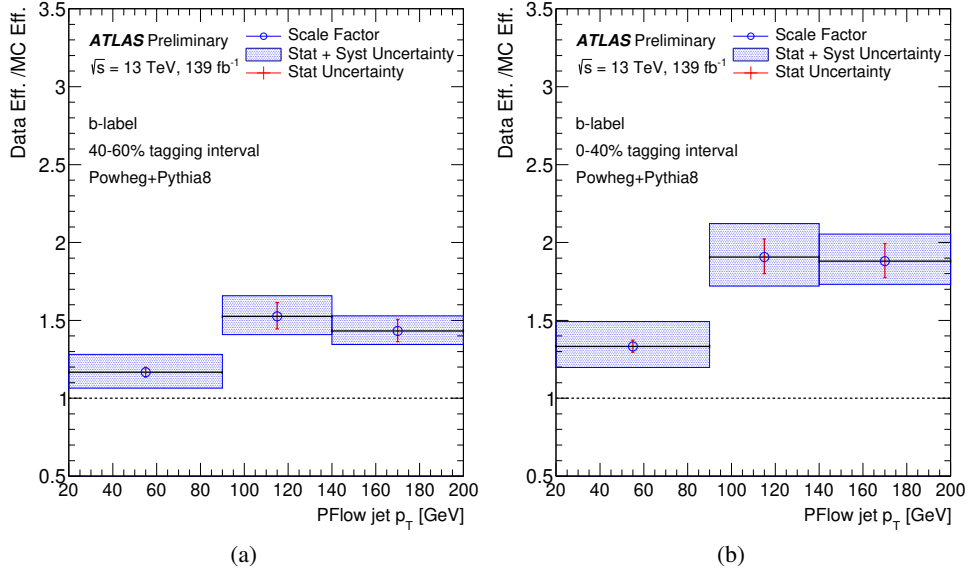 Data Eff. /MC Eff.
3.5
3
2.5
2
1.5
1
0.5
ATLAS Preliminary
√s = 13 TeV, 139 fb⁻¹
Scale Factor
Stat + Syst Uncertainty
Stat Uncertainty
b-label
40-60% tagging interval
Powheg+Pythia8
20 40 60 80 100 120 140 160 180 200
PFlow jet p_T [GeV]
(a)
Data Eff. /MC Eff.
3.5
3
2.5
2
1.5
1
0.5
ATLAS Preliminary
√s = 13 TeV, 139 fb⁻¹
Scale Factor
Stat + Syst Uncertainty
Stat Uncertainty
b-label
0-40% tagging interval
Powheg+Pythia8
20 40 60 80 100 120 140 160 180 200
PFlow jet p_T [GeV]
(b)